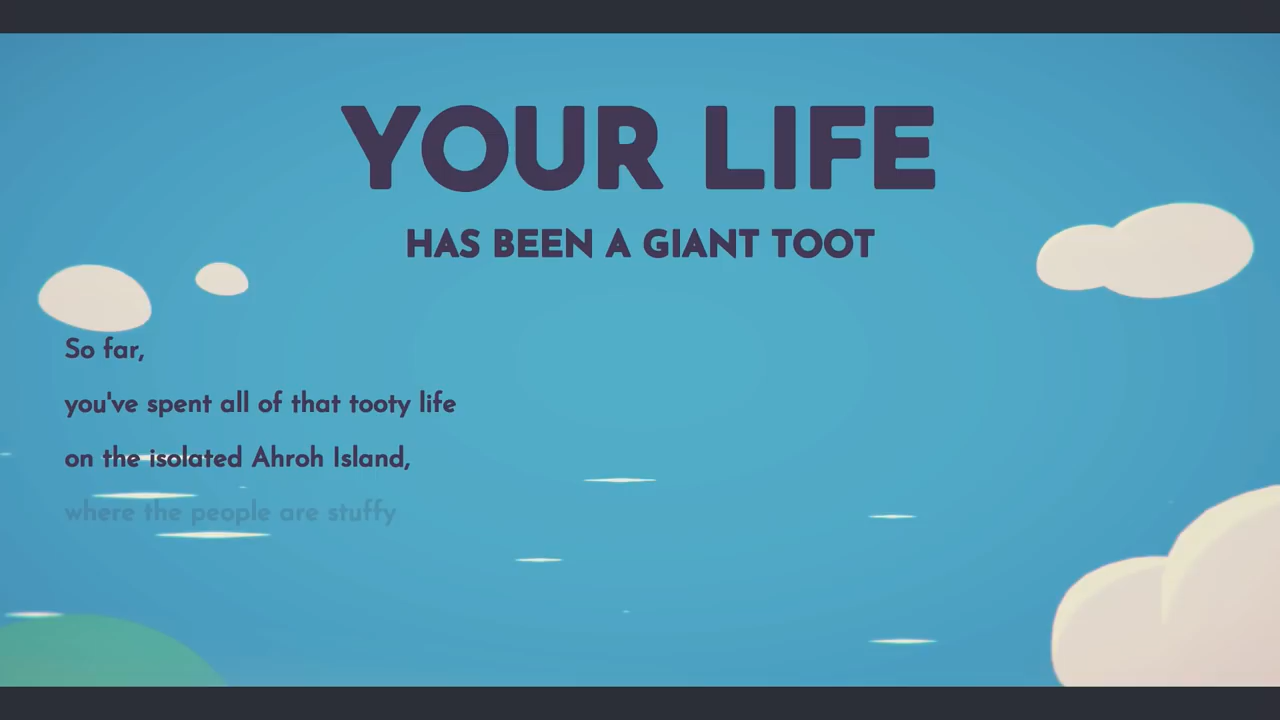 YOUR LIFE
HAS BEEN A GIANT TOOT
So far,
you've spent all of that tooty life
on the isolated Ahroh Island,
where the people are stuffy